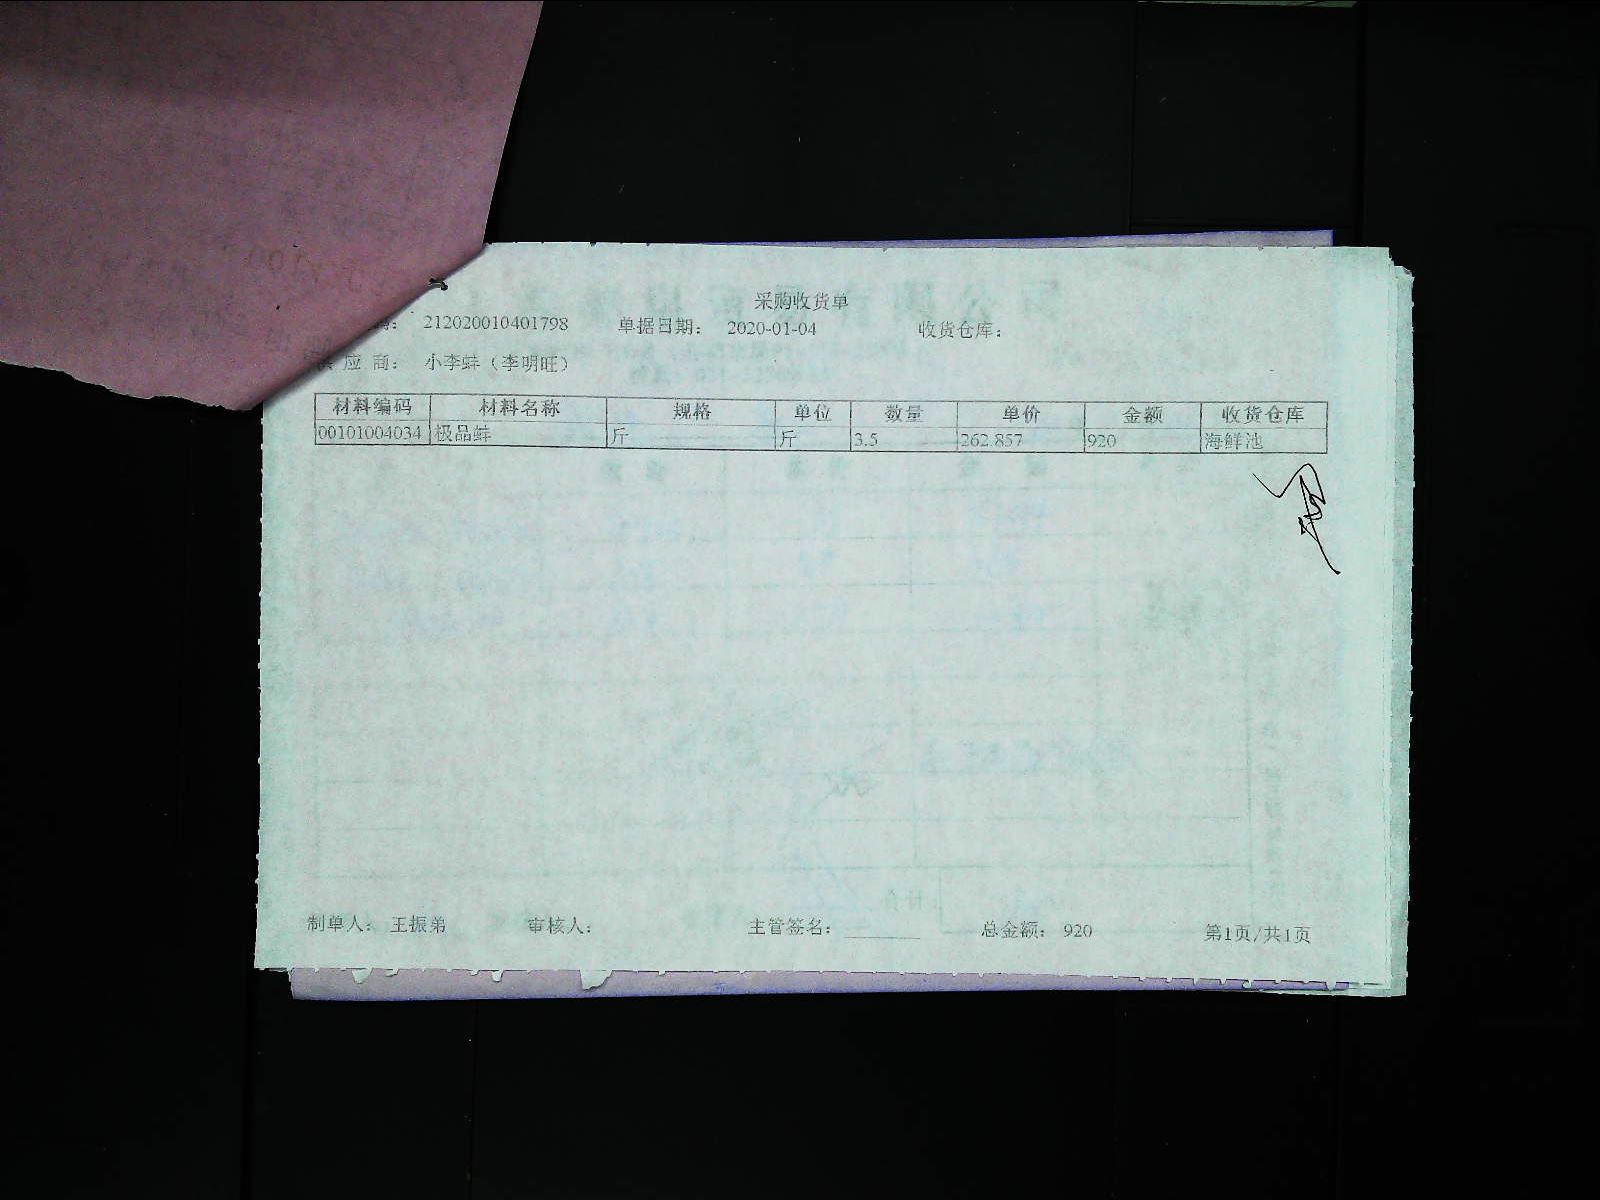 采购收货单
码： 212020010401798 单据日期： 2020-01-04 收货仓库：
供 应 商： 小李蚌（李明旺）
材料编码 材料名称 规格 单位 数量 单价 金额 收货仓库
00101004034 极品蚌 斤 斤 3.5 262.857 920 海鲜池
制单人： 王振弟 审核人： 主管签名： 总金额： 920 第1页/共1页